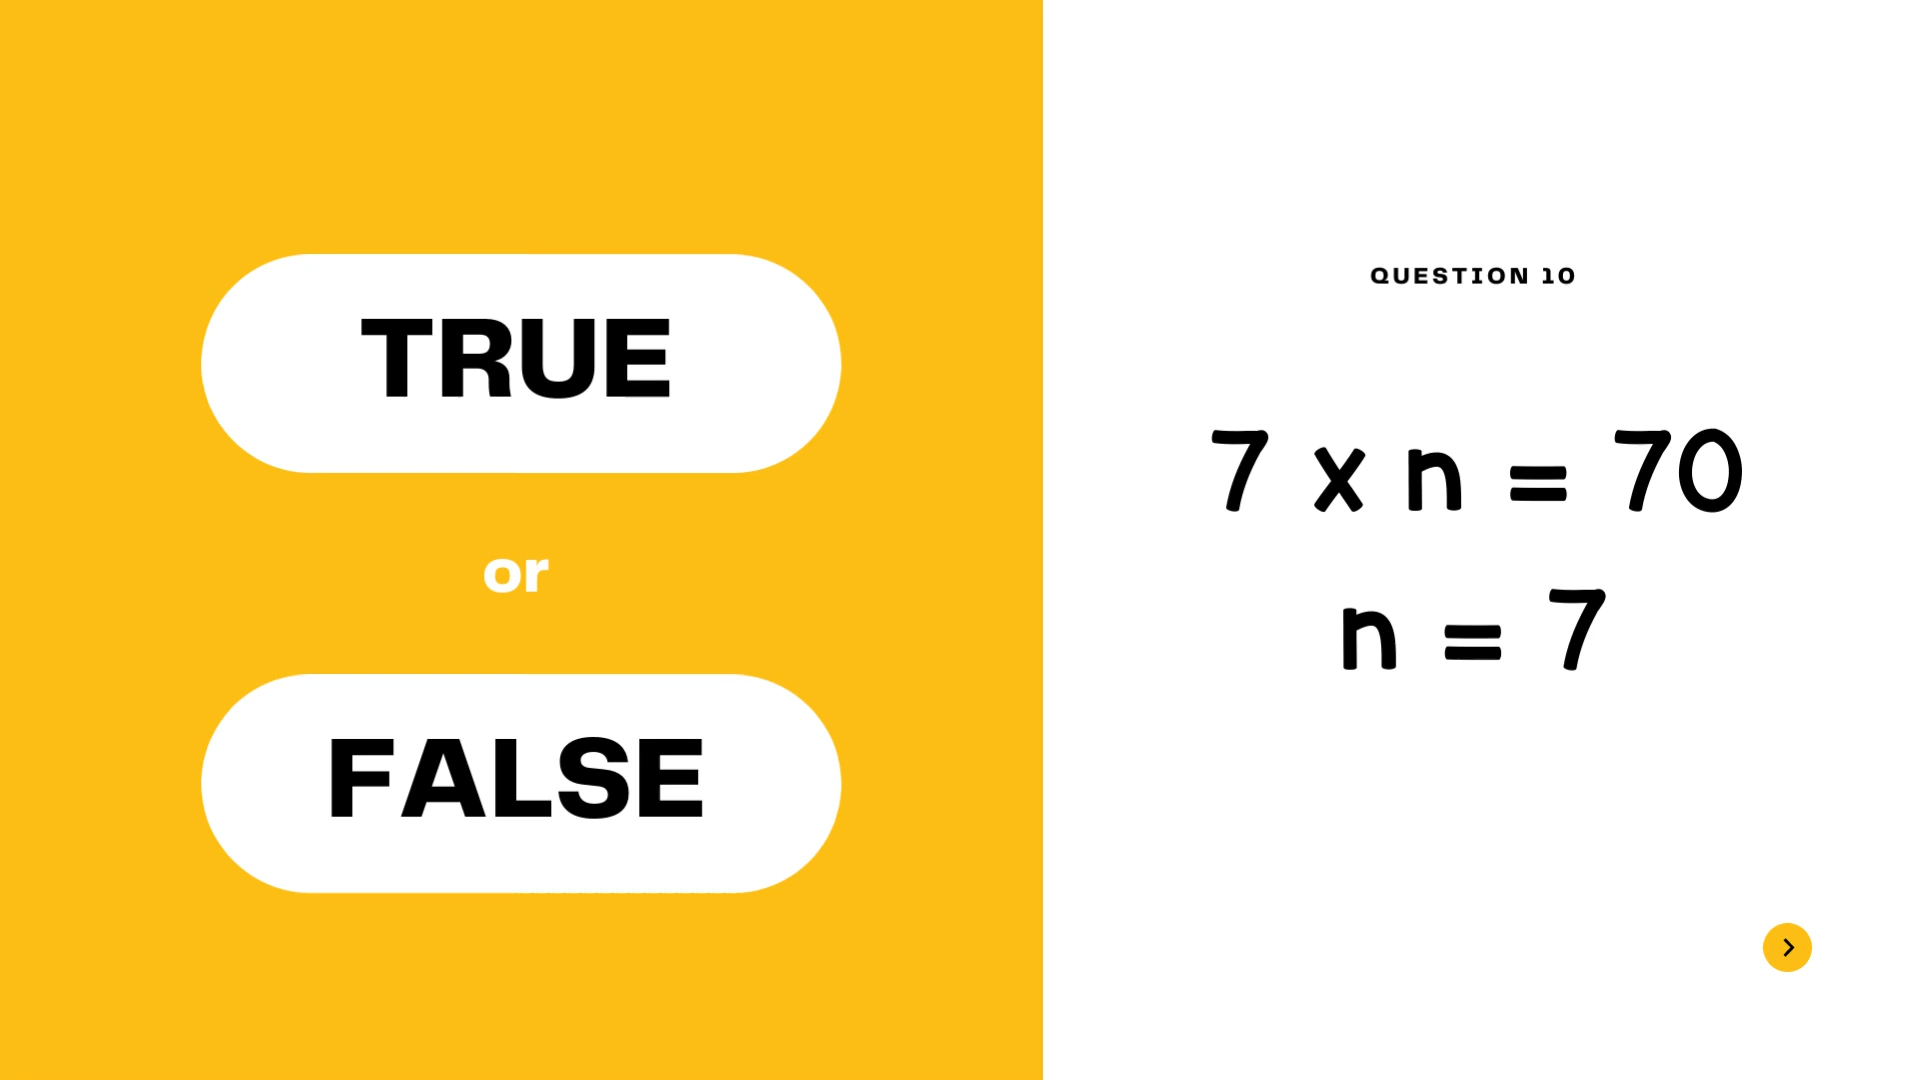 TRUE
or
FALSE
QUESTION 10
7 x n = 70
n = 7